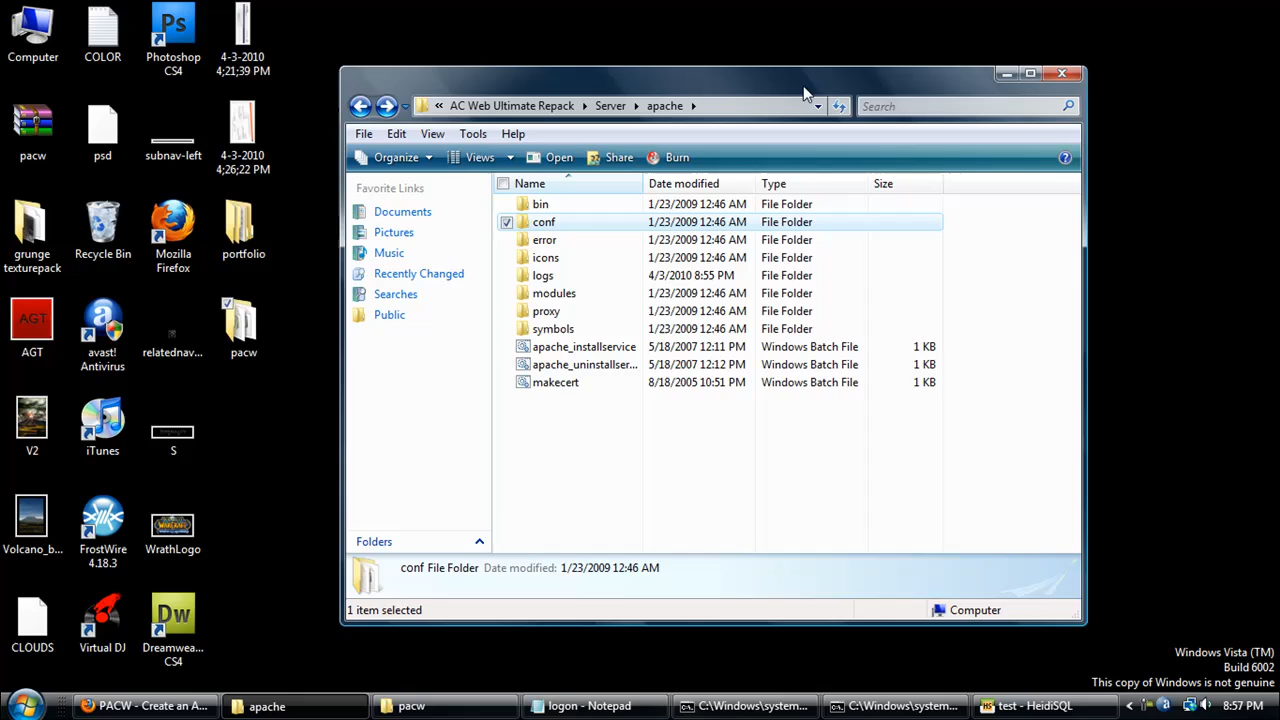 Computer
COLOR
Photoshop
CS4
4-3-2010
4;21;39 PM
pacw
psd
subnav-left
4-3-2010
4;26;22 PM
grunge
texturepack
Recycle Bin
Mozilla
Firefox
portfolio
AGT
AGT
avast!
Antivirus
relatednav...
pacw
V2
iTunes
S
Volcano_b...
FrostWire
4.18.3
WrathLogo
CLOUDS
Virtual DJ
Dreamweav...
CS4
« AC Web Ultimate Repack Server apache
Search
File Edit View Tools Help
Organize Views Open Share Burn
Favorite Links
Documents
Pictures
Music
Recently Changed
Searches
Public
Folders
Name Date modified Type Size
bin 1/23/2009 12:46 AM File Folder
conf 1/23/2009 12:46 AM File Folder
error 1/23/2009 12:46 AM File Folder
icons 1/23/2009 12:46 AM File Folder
logs 4/3/2010 8:55 PM File Folder
modules 1/23/2009 12:46 AM File Folder
proxy 1/23/2009 12:46 AM File Folder
symbols 1/23/2009 12:46 AM File Folder
apache_installservice 5/18/2007 12:11 PM Windows Batch File 1 KB
apache_uninstallser... 5/18/2007 12:12 PM Windows Batch File 1 KB
makecert 8/18/2005 10:51 PM Windows Batch File 1 KB
conf File Folder Date modified: 1/23/2009 12:46 AM
1 item selected Computer
Windows Vista (TM)
Build 6002
This copy of Windows is not genuine
PACW - Create an A... apache pacw logon - Notepad C:\Windows\system... C:\Windows\system... test - HeidiSQL 8:57 PM